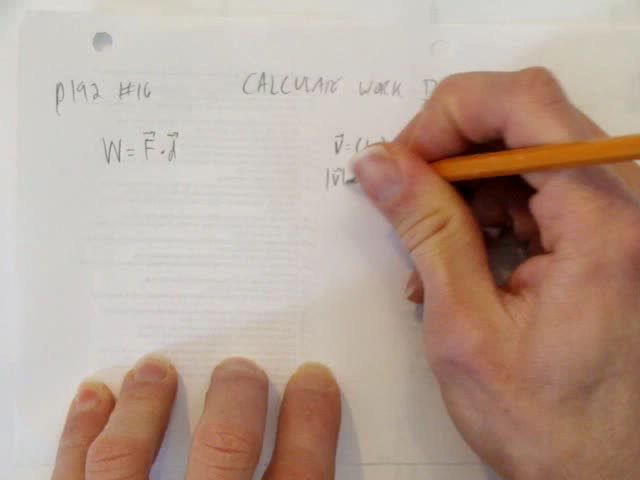 p192 #16
CALCULATE WORK
W = F⃗ · d⃗
v⃗ = (
|v⃗|